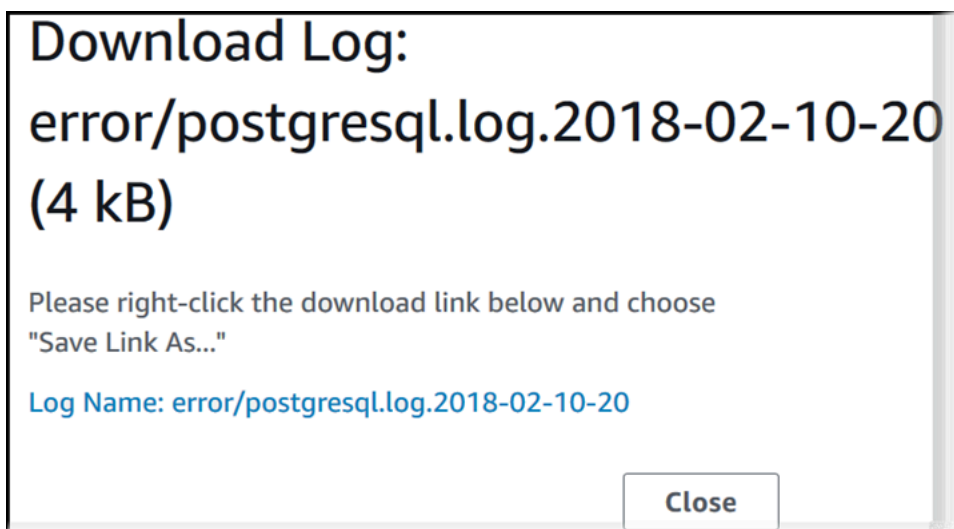 Download Log:
error/postgresql.log.2018-02-10-20
(4 kB)
Please right-click the download link below and choose
"Save Link As..."
Log Name: error/postgresql.log.2018-02-10-20
Close